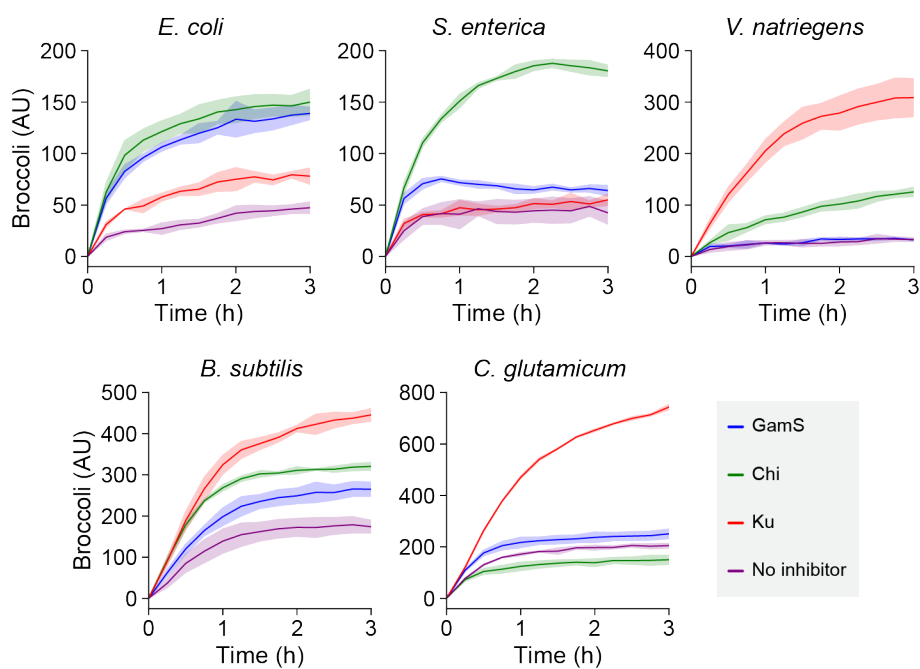 E. coli
S. enterica
V. natriegens
Broccoli (AU)
200
150
100
50
0
0 1 2 3
Time (h)
200
150
100
50
0
0 1 2 3
Time (h)
400
300
200
100
0
0 1 2 3
Time (h)
B. subtilis
C. glutamicum
Broccoli (AU)
500
400
300
200
100
0
0 1 2 3
Time (h)
800
600
400
200
0
0 1 2 3
Time (h)
GamS
Chi
Ku
No inhibitor